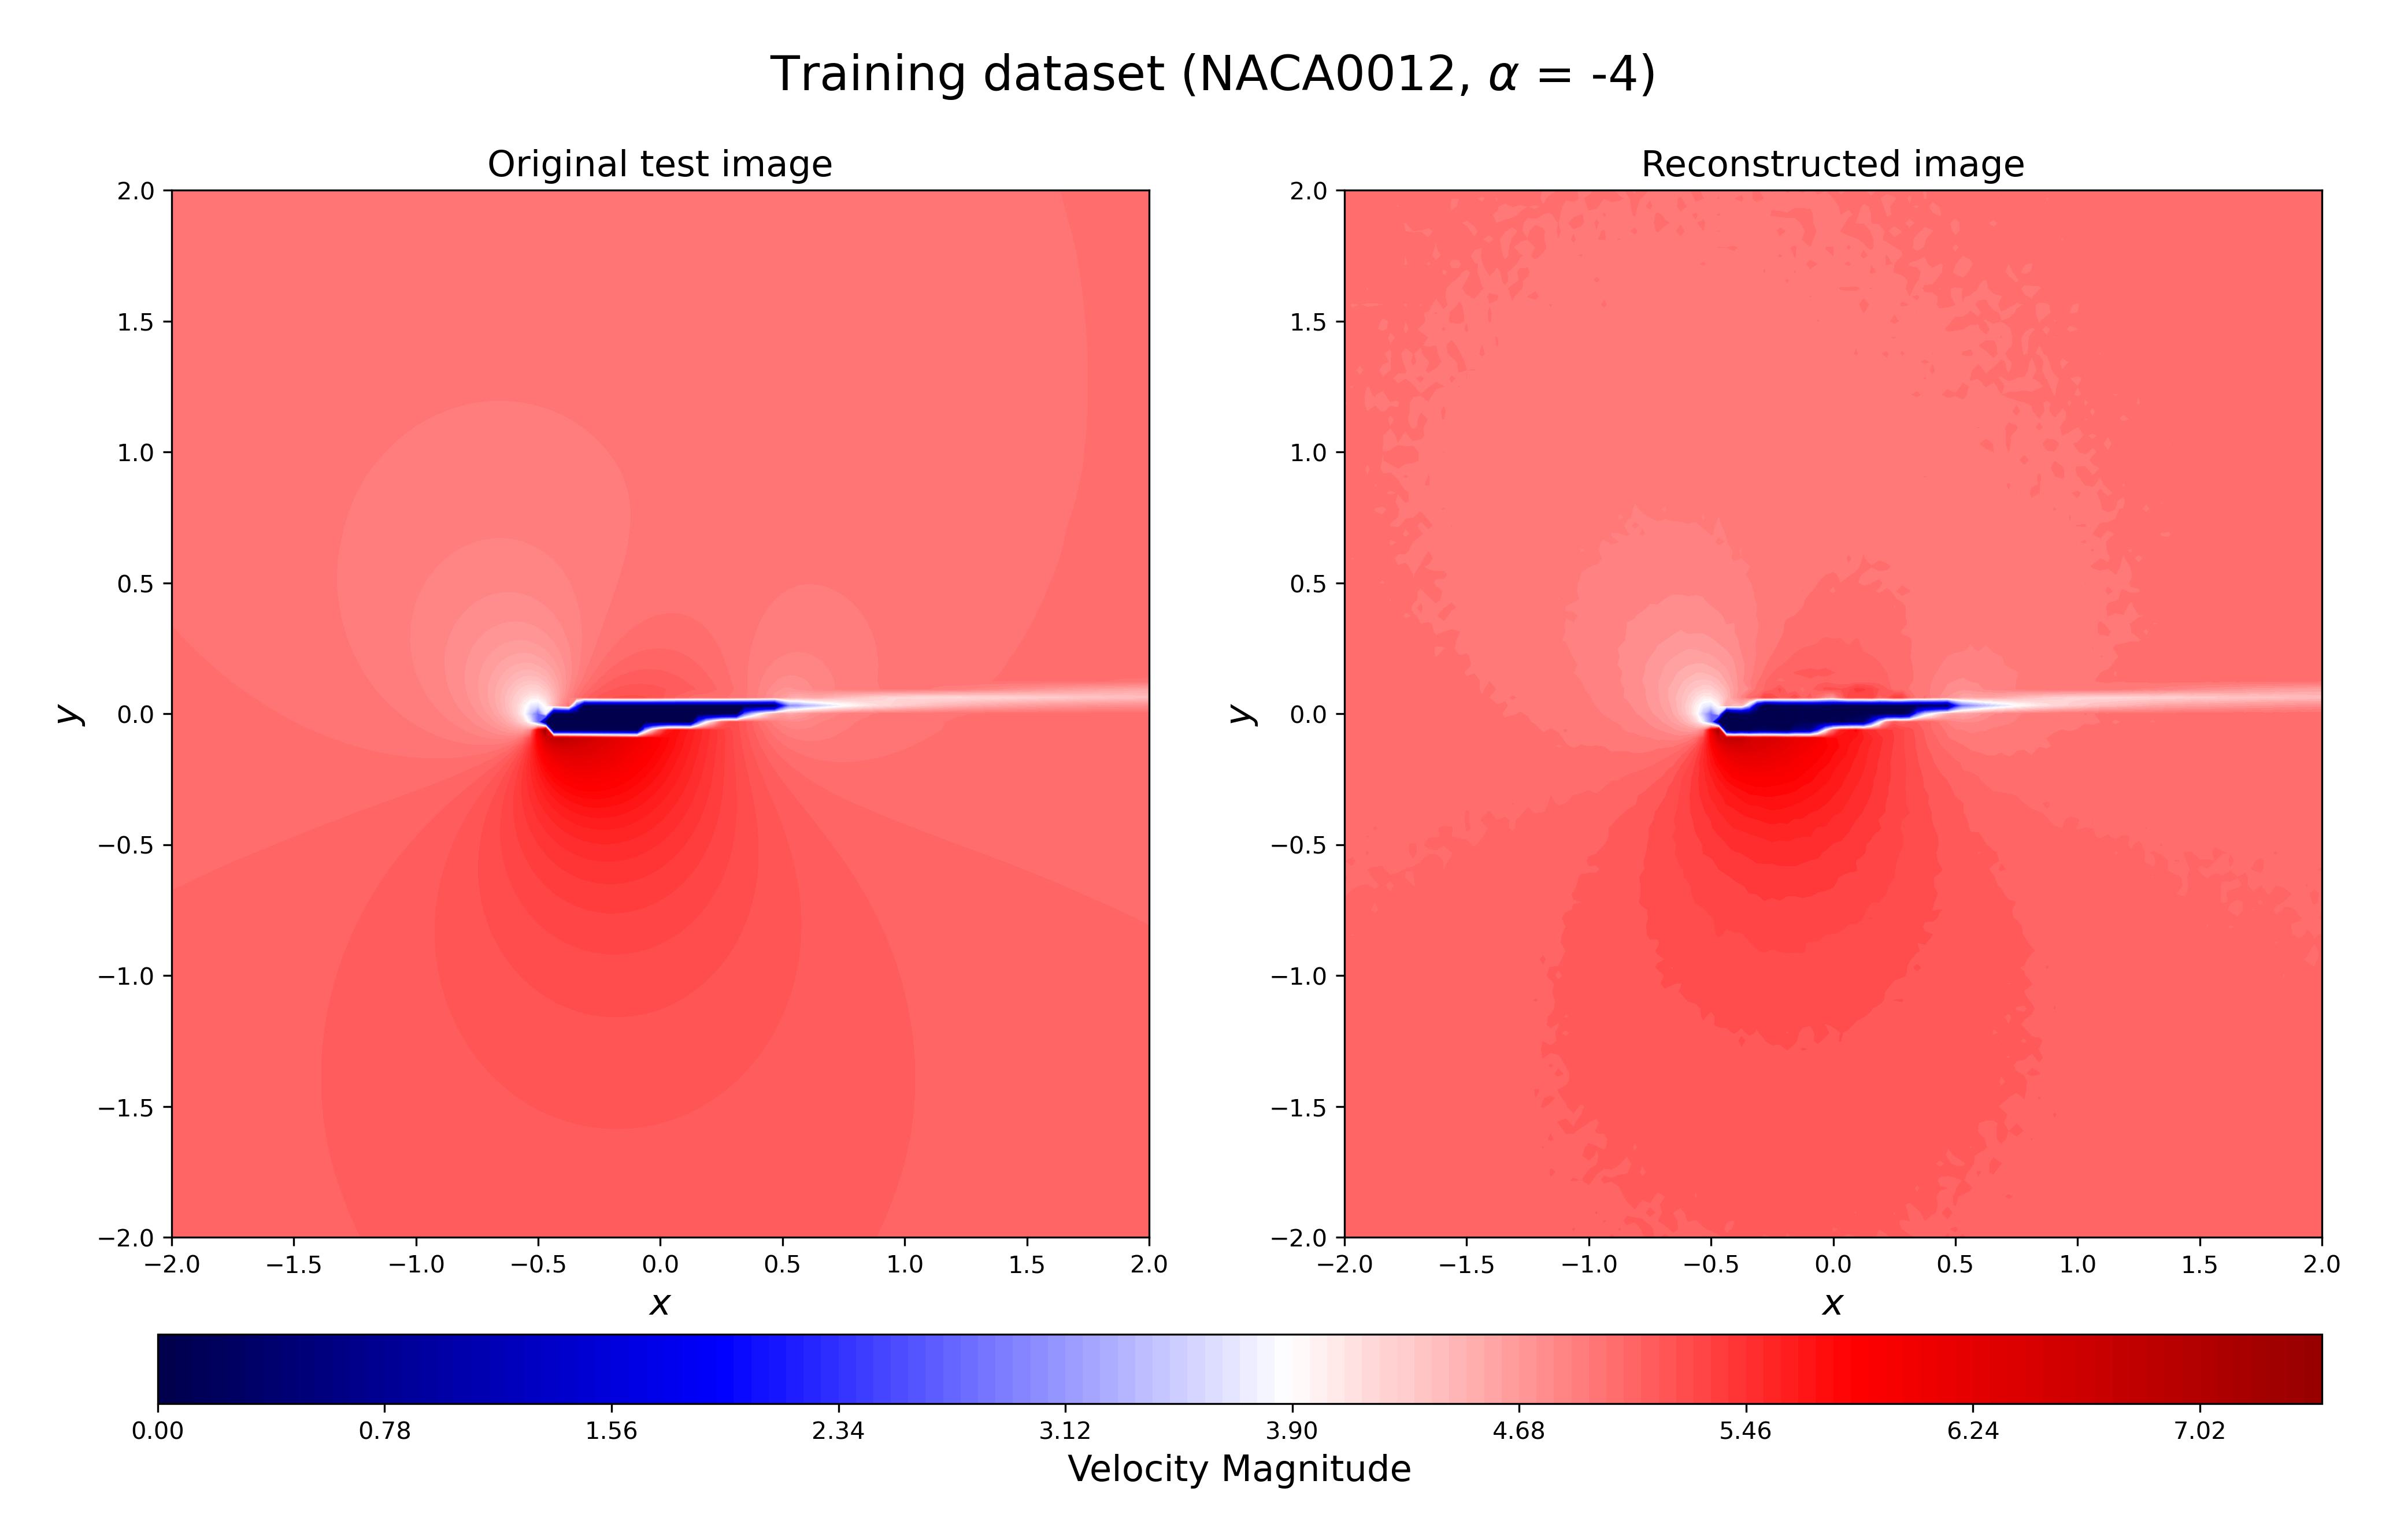 Training dataset (NACA0012, α = -4)
Original test image
Reconstructed image
2.0
1.5
1.0
0.5
0.0
−0.5
−1.0
−1.5
−2.0
y
−2.0 −1.5 −1.0 −0.5 0.0 0.5 1.0 1.5 2.0
x
2.0
1.5
1.0
0.5
0.0
−0.5
−1.0
−1.5
−2.0
y
−2.0 −1.5 −1.0 −0.5 0.0 0.5 1.0 1.5 2.0
x
0.00 0.78 1.56 2.34 3.12 3.90 4.68 5.46 6.24 7.02
Velocity Magnitude